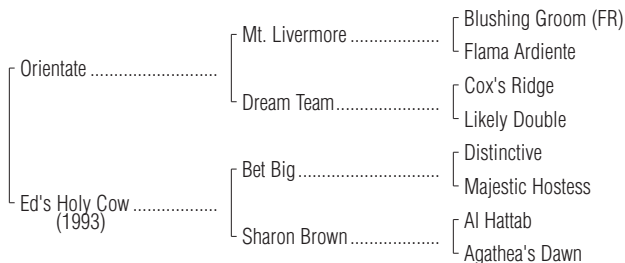 Blushing Groom (FR)
Mt. Livermore ....................
Flama Ardiente
Orientate ............................
Cox's Ridge
Dream Team .......................
Likely Double
Distinctive
Bet Big ................................
Majestic Hostess
Ed's Holy Cow ..................
(1993)
Al Hattab
Sharon Brown ....................
Agathea's Dawn